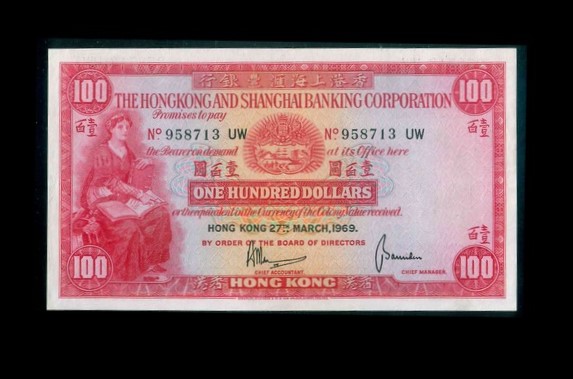 行銀豐滙海上港香
100 100
THE HONGKONG AND SHANGHAI BANKING CORPORATION
Promises to pay
百壹 百壹
Nº 958713 UW Nº 958713 UW
the Bearer on demand at its Office here
圓百壹 圓百壹
ONE HUNDRED DOLLARS
or the equivalent in the Currency of the Colony Value received.
HONG KONG 27TH MARCH, 1969.
百壹
BY ORDER OF THE BOARD OF DIRECTORS
100 100
CHIEF ACCOUNTANT. CHIEF MANAGER.
港香 HONG KONG 港香